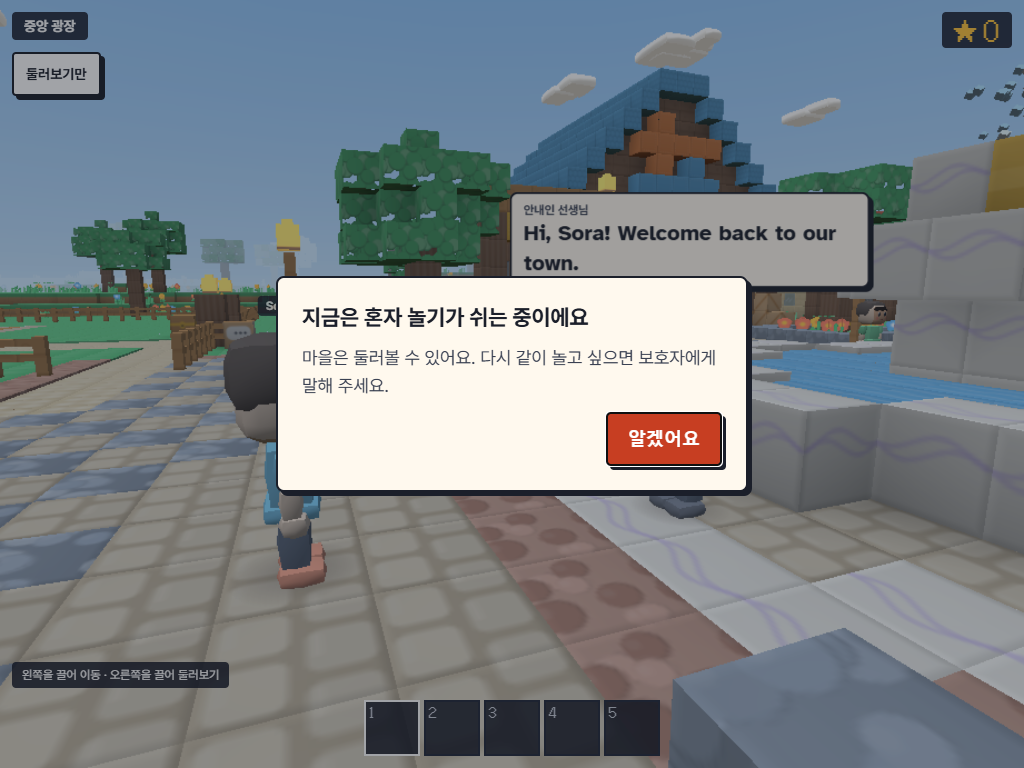 중앙 광장
0
둘러보기만
안내인 선생님
Hi, Sora! Welcome back to our
town.
지금은 혼자 놀기가 쉬는 중이에요
마을은 둘러볼 수 있어요. 다시 같이 놀고 싶으면 보호자에게
말해 주세요.
알겠어요
왼쪽을 끌어 이동 · 오른쪽을 끌어 둘러보기
1 2 3 4 5